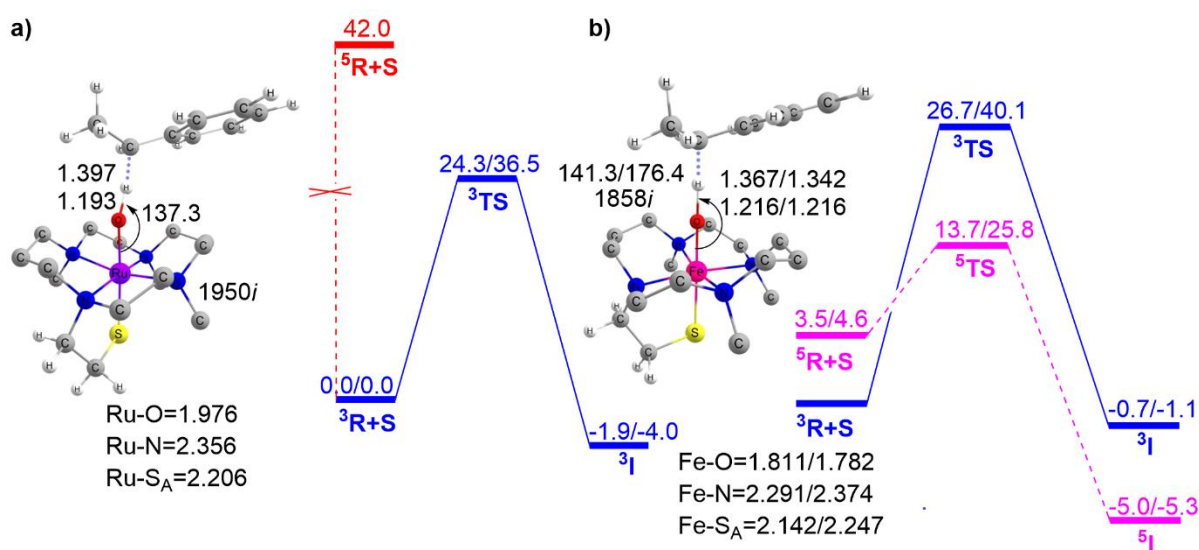 a)
42.0
⁵R+S
1.397
1.193
137.3
1950i
24.3/36.5
³TS
0.0/0.0
³R+S
-1.9/-4.0
³I
Ru-O=1.976
Ru-N=2.356
Ru-S_A=2.206
H
H
H
H
H
H
H
C
C
C
C
C
H
O
Ru
N
N
N
N
C
C
C
S
C
C
H
H
H
H
b)
26.7/40.1
³TS
141.3/176.4
1858i
1.367/1.342
1.216/1.216
13.7/25.8
⁵TS
3.5/4.6
⁵R+S
³R+S
-0.7/-1.1
³I
-5.0/-5.3
⁵I
Fe-O=1.811/1.782
Fe-N=2.291/2.374
Fe-S_A=2.142/2.247
H
H
H
H
H
C
C
C
H
O
Fe
N
N
N
N
C
C
C
C
S
C
C
H
H
H